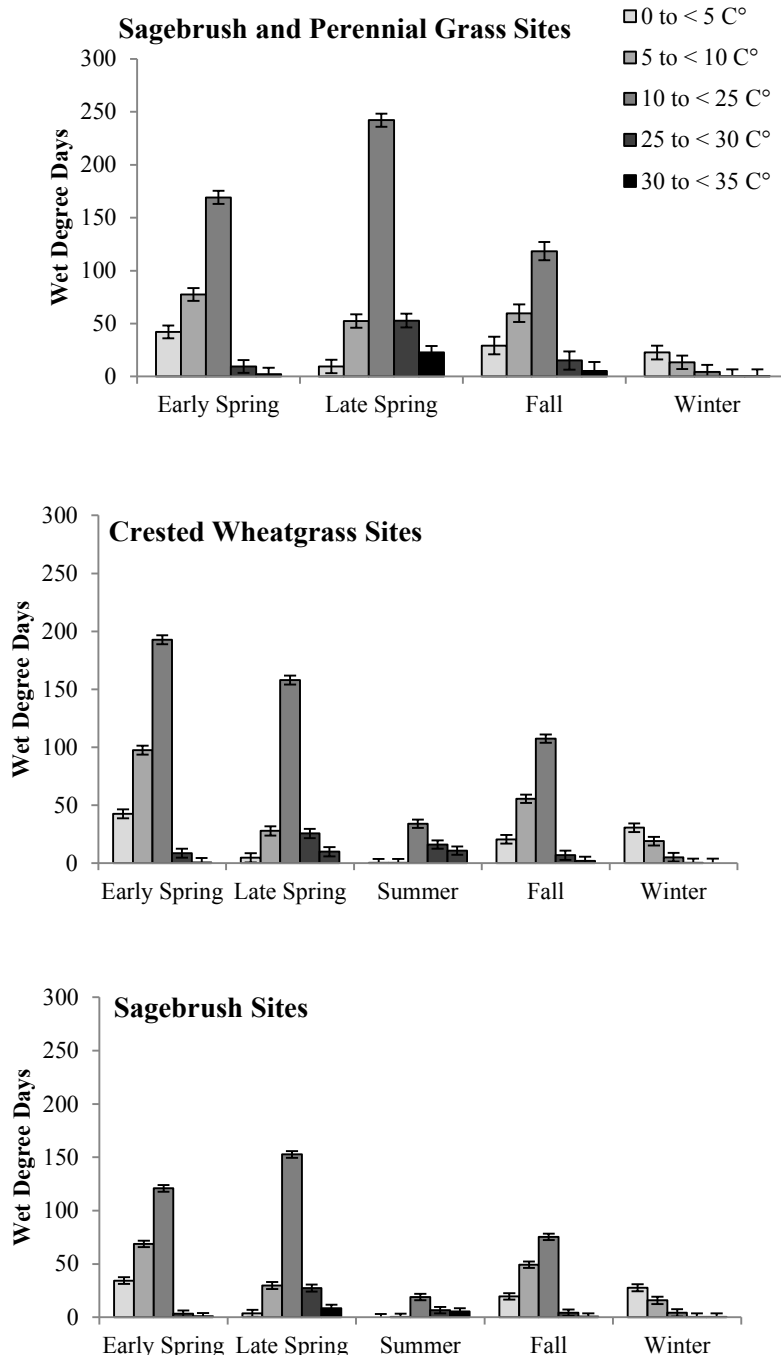 Sagebrush and Perennial Grass Sites
0 to < 5 C°
5 to < 10 C°
10 to < 25 C°
25 to < 30 C°
30 to < 35 C°
Wet Degree Days
300
250
200
150
100
50
0
Early Spring Late Spring Fall Winter
Crested Wheatgrass Sites
Wet Degree Days
300
250
200
150
100
50
0
Early Spring Late Spring Summer Fall Winter
Sagebrush Sites
Wet Degree Days
300
250
200
150
100
50
0
Early Spring Late Spring Summer Fall Winter